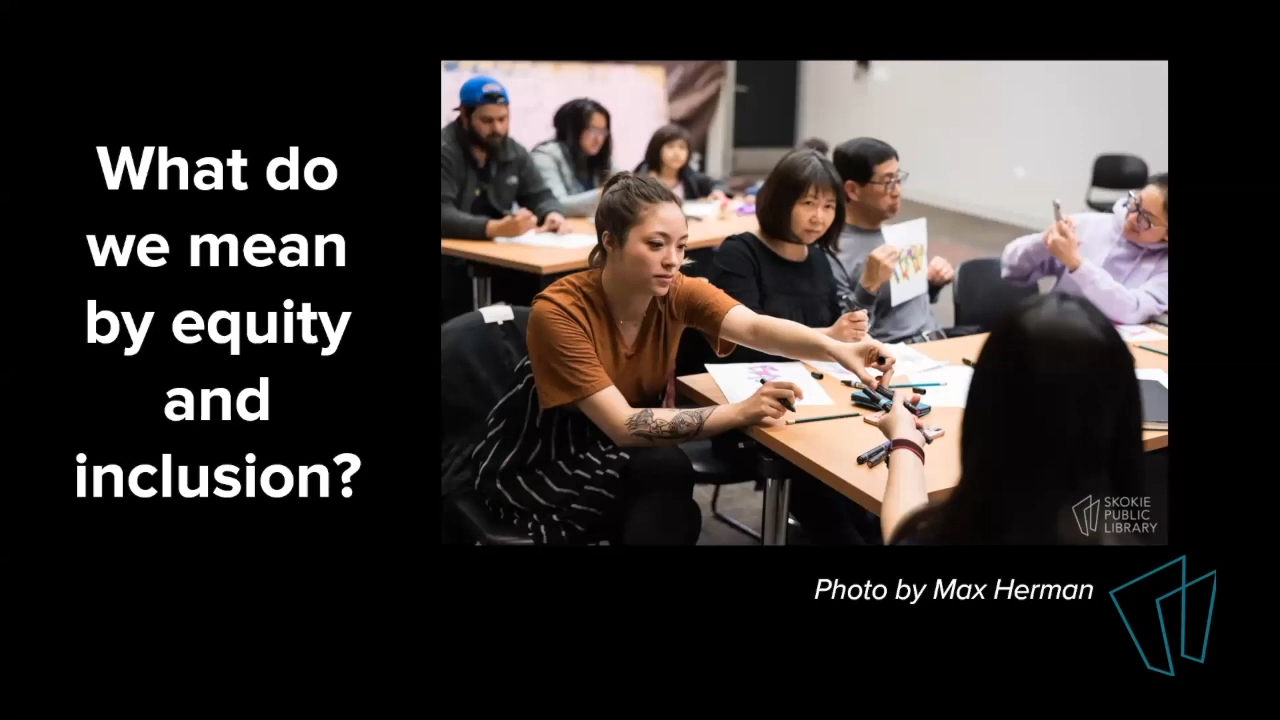 What do
we mean
by equity
and
inclusion?
SKOKIE
PUBLIC
LIBRARY
Photo by Max Herman